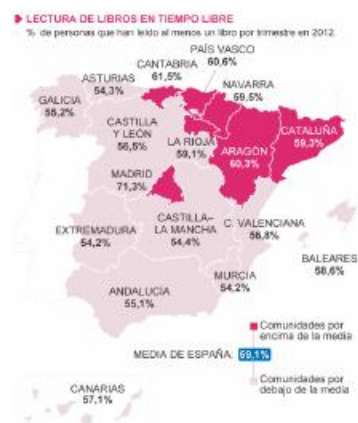 LECTURA DE LIBROS EN TIEMPO LIBRE
% de personas que han leído al menos un libro por trimestre en 2012.
PAÍS VASCO
60,6%
CANTABRIA
61,5%
ASTURIAS
54,3%
NAVARRA
59,5%
GALICIA
55,2%
CASTILLA
Y LEÓN
56,5%
LA RIOJA
59,1%
CATALUÑA
59,3%
ARAGÓN
60,3%
MADRID
71,3%
CASTILLA–
LA MANCHA
54,4%
C. VALENCIANA
56,8%
EXTREMADURA
54,2%
BALEARES
58,6%
MURCIA
54,2%
ANDALUCÍA
55,1%
Comunidades por
encima de la media
MEDIA DE ESPAÑA: 59,1%
Comunidades por
debajo de la media
CANARIAS
57,1%